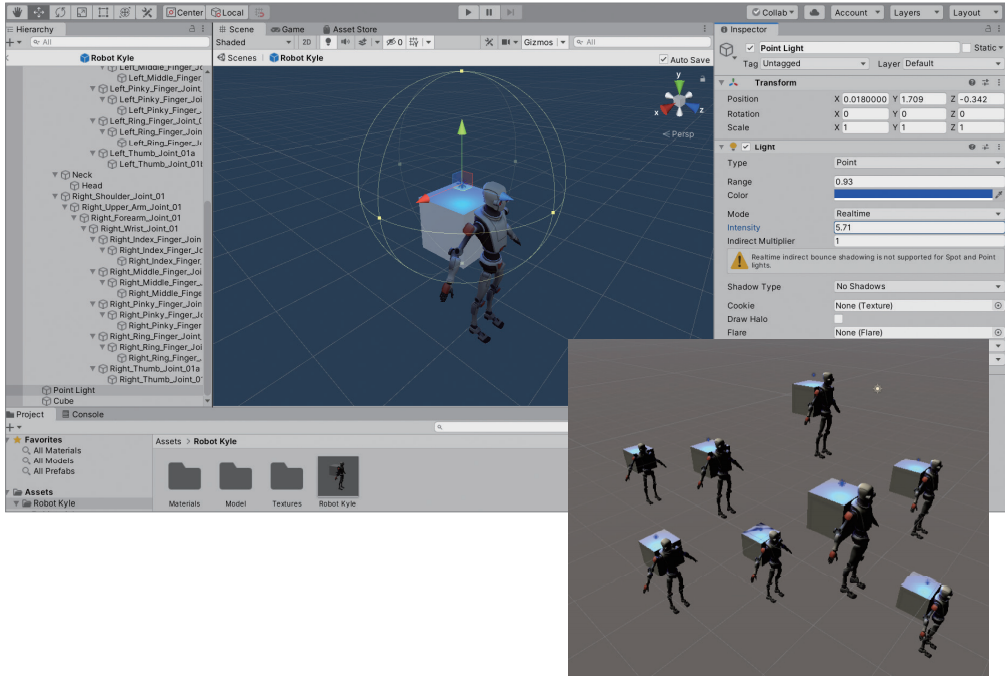 Center Local Collab Account Layers Layout
Hierarchy
All
Robot Kyle
Left_Middle_Finger_Jc
Left_Middle_Finger
Left_Pinky_Finger_Joint_
Left_Pinky_Finger_Joi
Left_Pinky_Finger_
Left_Ring_Finger_Joint_0
Left_Ring_Finger_Join
Left_Ring_Finger_Jo
Left_Thumb_Joint_01a
Left_Thumb_Joint_01b
Neck
Head
Right_Shoulder_Joint_01
Right_Upper_Arm_Joint_01
Right_Forearm_Joint_01
Right_Wrist_Joint_01
Right_Index_Finger_Join
Right_Index_Finger_Jc
Right_Index_Finger_
Right_Middle_Finger_Joi
Right_Middle_Finger_
Right_Middle_Finge
Right_Pinky_Finger_Join
Right_Pinky_Finger_Jc
Right_Pinky_Finger
Right_Ring_Finger_Joint_
Right_Ring_Finger_Joi
Right_Ring_Finger_
Right_Thumb_Joint_01a
Right_Thumb_Joint_0
Point Light
Cube
Scene Game Asset Store
Shaded 2D 0 Gizmos All
Scenes Robot Kyle Auto Save
y
x z
< Persp
Inspector
Point Light Static
Tag Untagged Layer Default
Transform
Position X 0.0180000 Y 1.709 Z -0.342
Rotation X 0 Y 0 Z 0
Scale X 1 Y 1 Z 1
Light
Type Point
Range 0.93
Color
Mode Realtime
Intensity 5.71
Indirect Multiplier 1
Realtime indirect bounce shadowing is not supported for Spot and Point
lights.
Shadow Type No Shadows
Cookie None (Texture)
Draw Halo
Flare None (Flare)
Project Console
Favorites
All Materials
All Models
All Prefabs
Assets
Robot Kyle
Assets > Robot Kyle
Materials Model Textures Robot Kyle